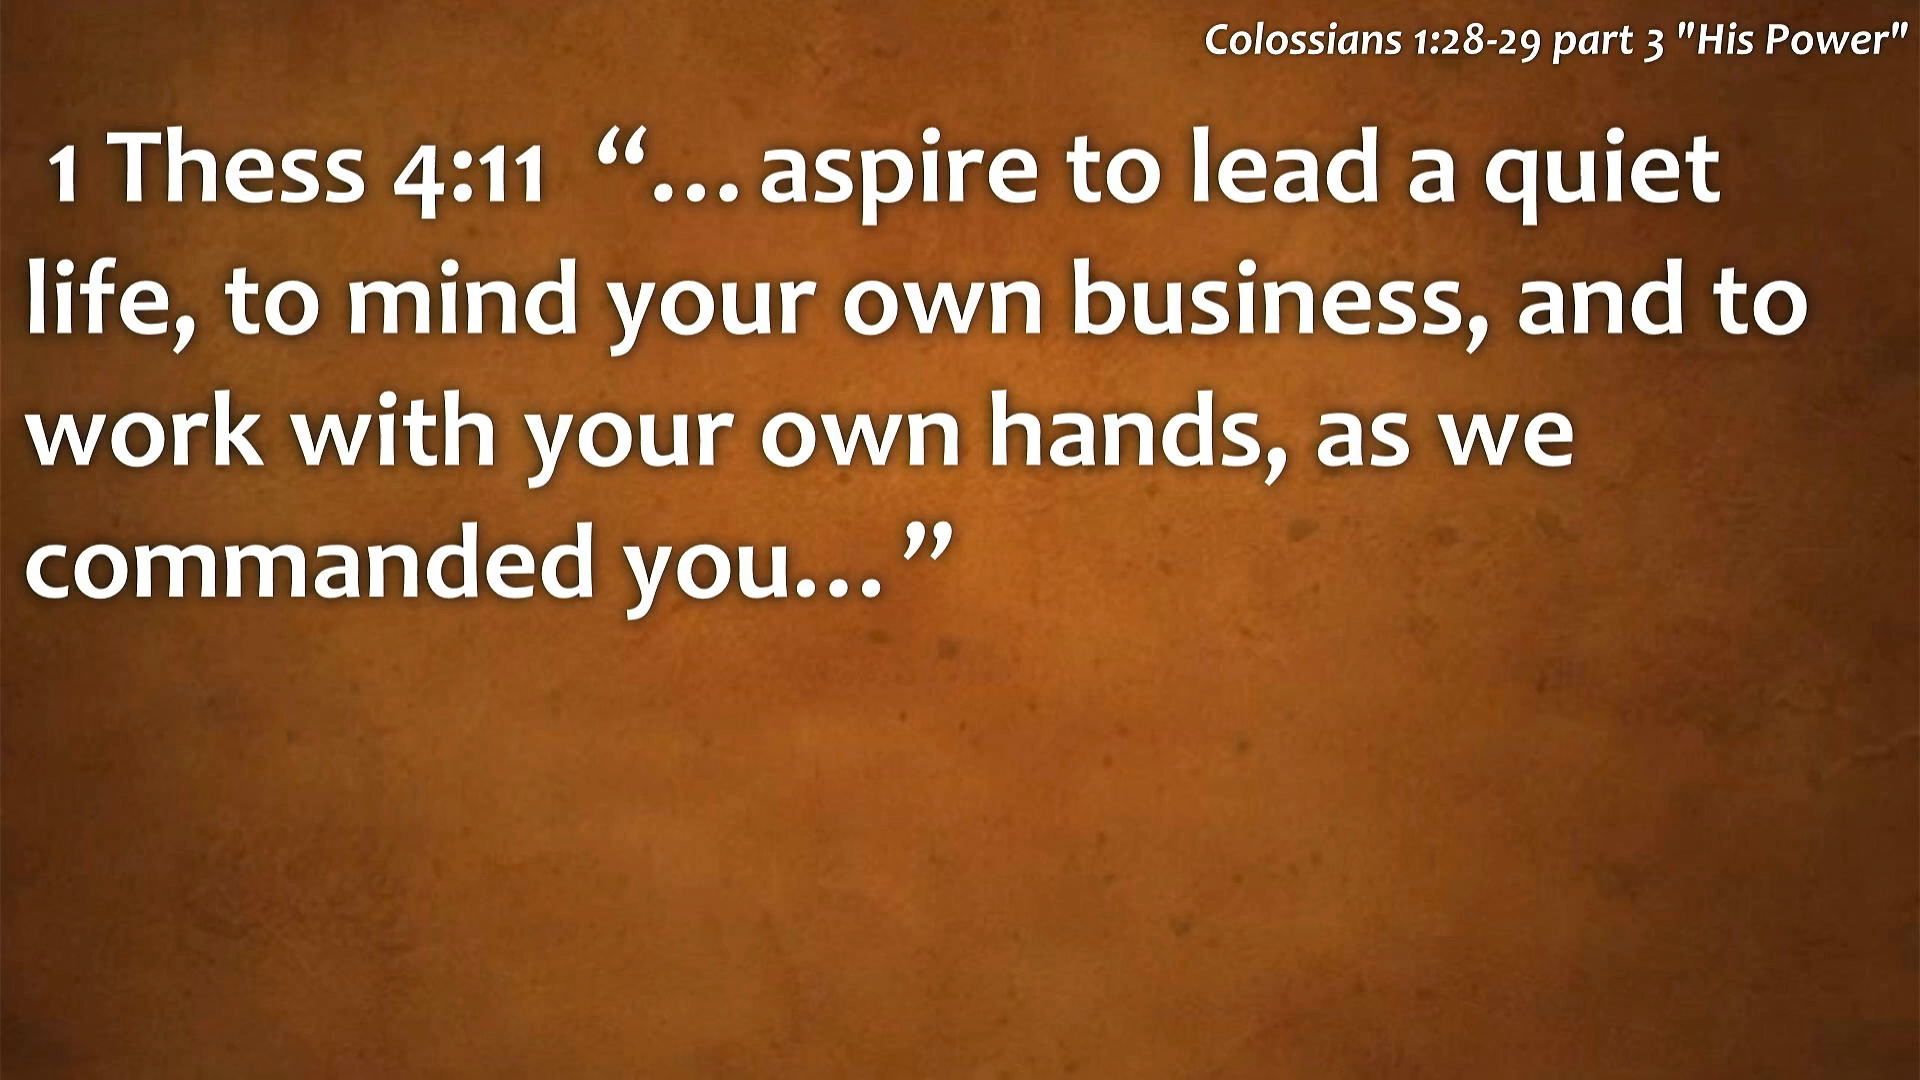 Colossians 1:28-29 part 3 "His Power"
1 Thess 4:11  “…aspire to lead a quiet
life, to mind your own business, and to
work with your own hands, as we
commanded you…”